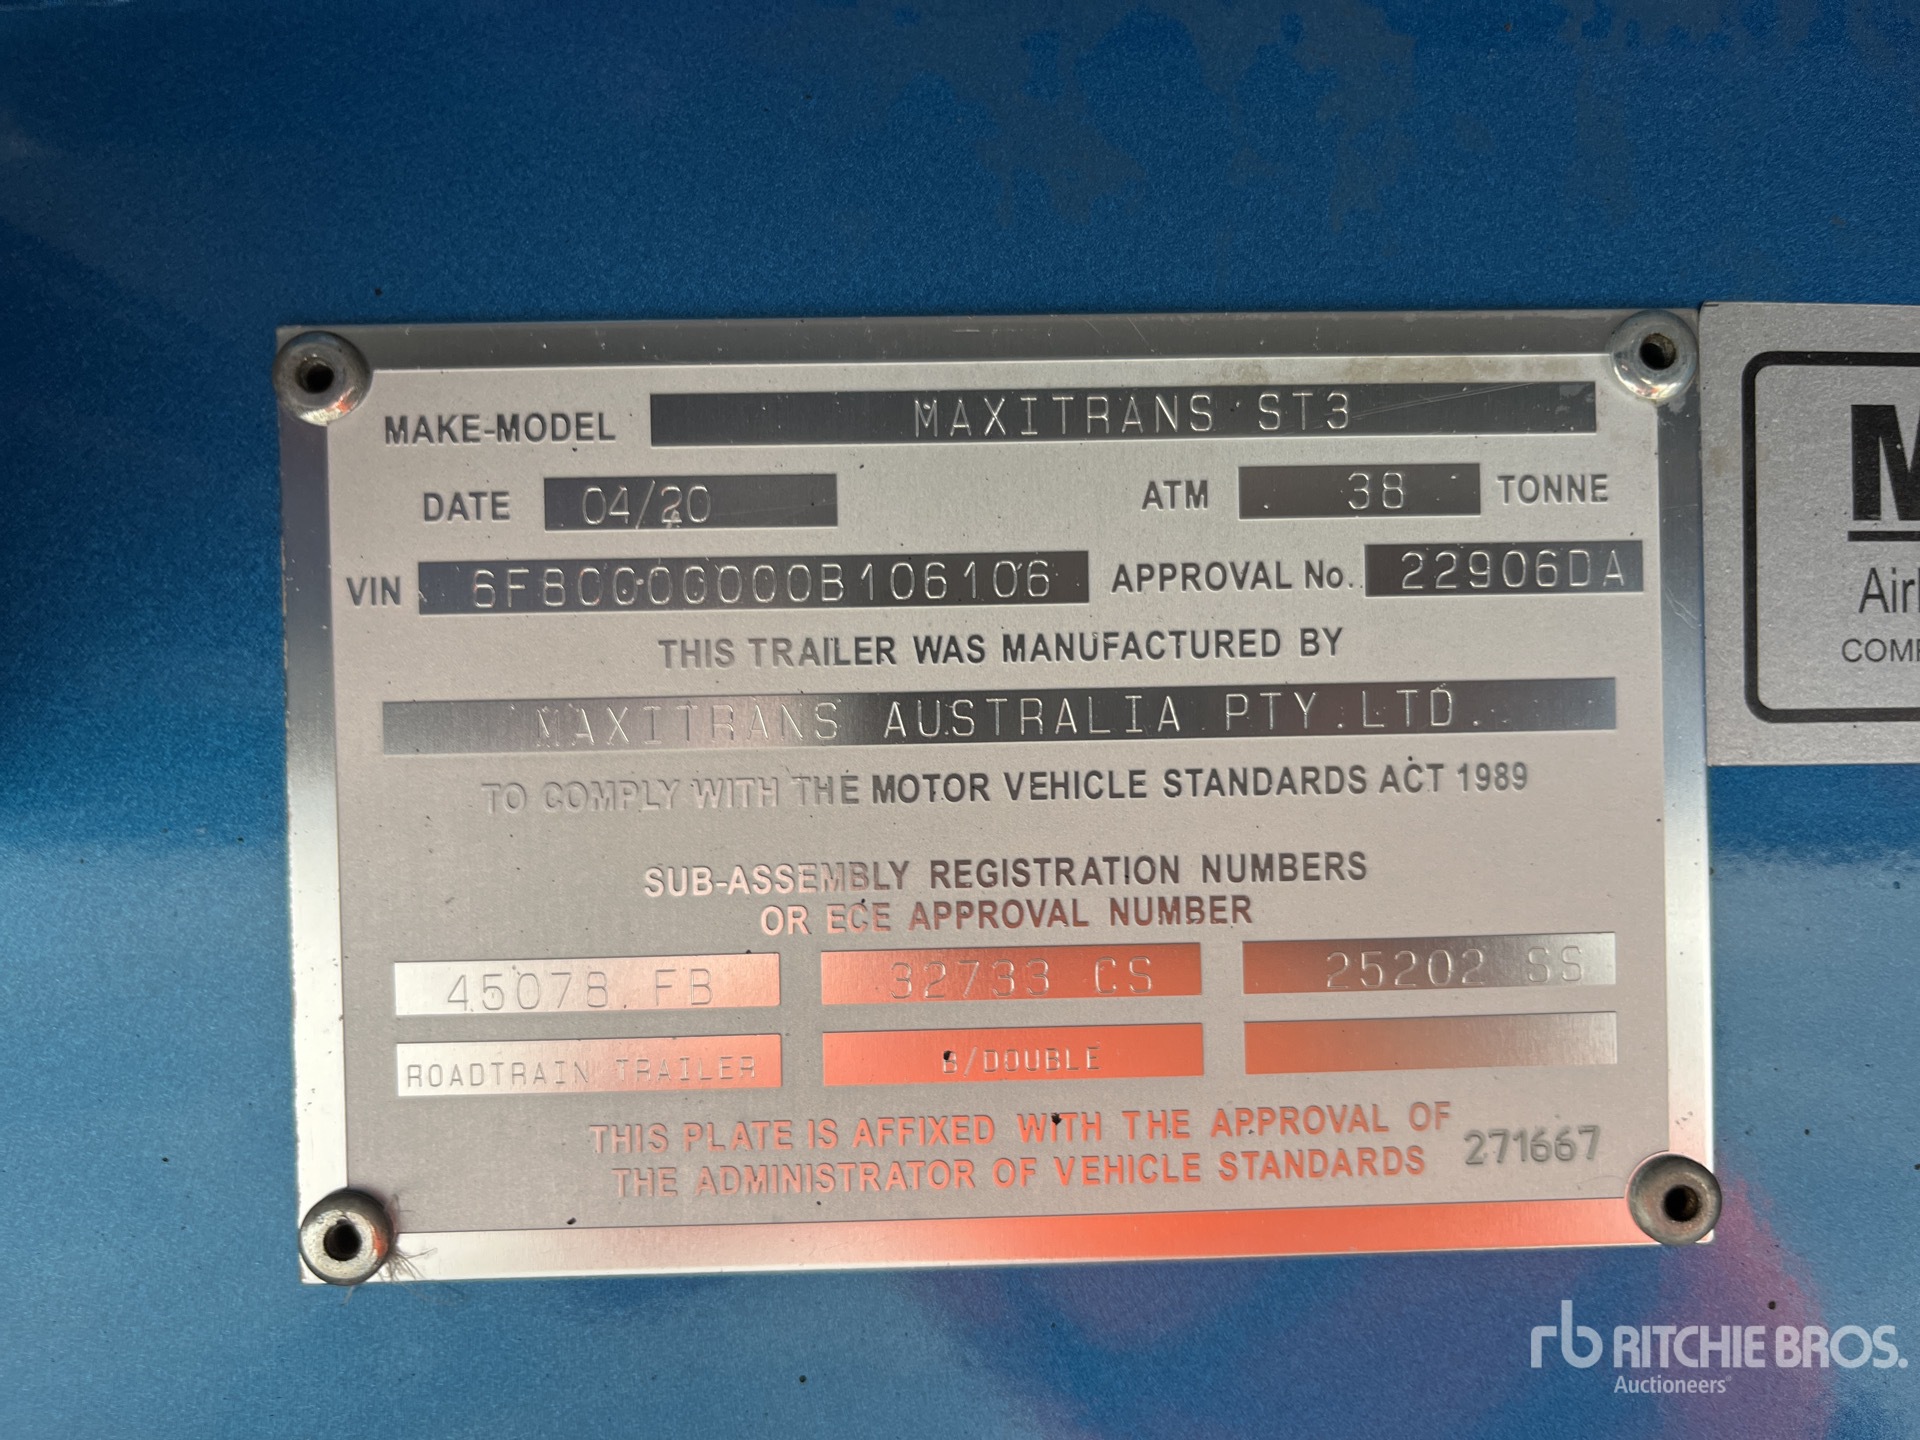 MAKE-MODEL MAXITRANS ST3
DATE 04/20 ATM 38 TONNE
VIN 6F8000000000B106106 APPROVAL No. 22906DA
THIS TRAILER WAS MANUFACTURED BY
MAXITRANS AUSTRALIA PTY.LTD.
TO COMPLY WITH THE MOTOR VEHICLE STANDARDS ACT 1989
SUB-ASSEMBLY REGISTRATION NUMBERS
OR ECE APPROVAL NUMBER
45078 FB 32733 CS 25202 SS
ROADTRAIN TRAILER B/DOUBLE
THIS PLATE IS AFFIXED WITH THE APPROVAL OF
THE ADMINISTRATOR OF VEHICLE STANDARDS 271667
M
Air
COMP
rb RITCHIE BROS.
Auctioneers